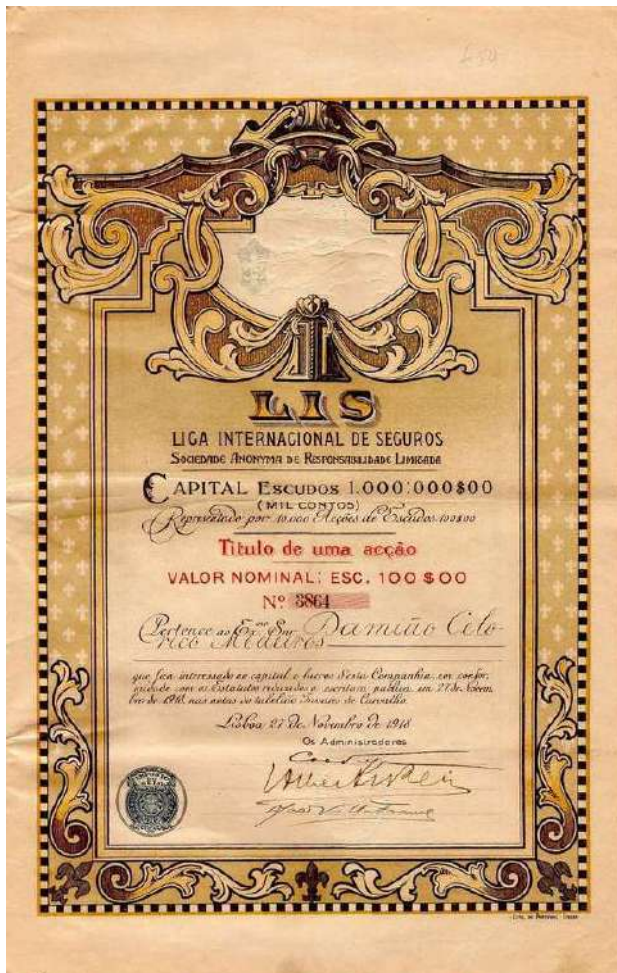 LIS
LIGA INTERNACIONAL DE SEGUROS
SOCIEDADE ANONYMA DE RESPONSABILIDADE LIMITADA
CAPITAL ESCUDOS 1.000:000$00
(MIL CONTOS)
Representado por 10.000 Acções de Escudos 100$00
Titulo de uma acção
VALOR NOMINAL: ESC. 100$00
Nº 3864
Pertence ao Exmo Snr. Damião Celo-
rico Medeiros
que fica interessado no capital e lucros d'esta Companhia, em confor-
midade com os Estatutos reduzidos a escritura publica em 27 de Novem-
bro de 1918, nas notas do tabelião Tavares de Carvalho.
Lisboa 27 de Novembro de 1918
Os Administradores